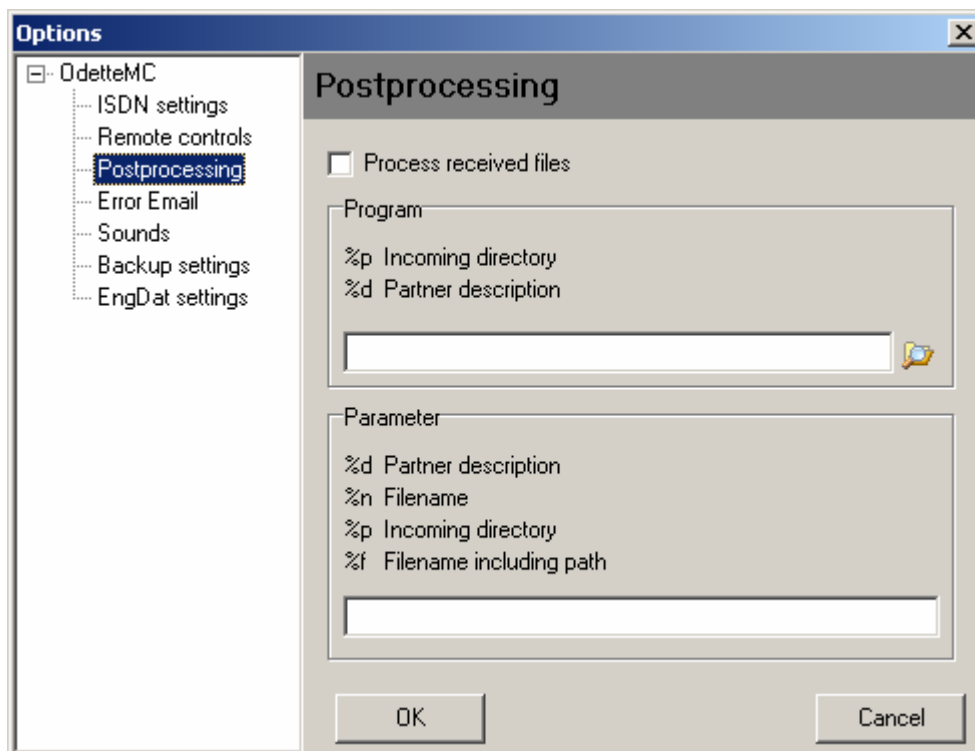 Options
OdetteMC
ISDN settings
Remote controls
Postprocessing
Error Email
Sounds
Backup settings
EngDat settings
Postprocessing
Process received files
Program
%p Incoming directory
%d Partner description
Parameter
%d Partner description
%n Filename
%p Incoming directory
%f Filename including path
OK
Cancel